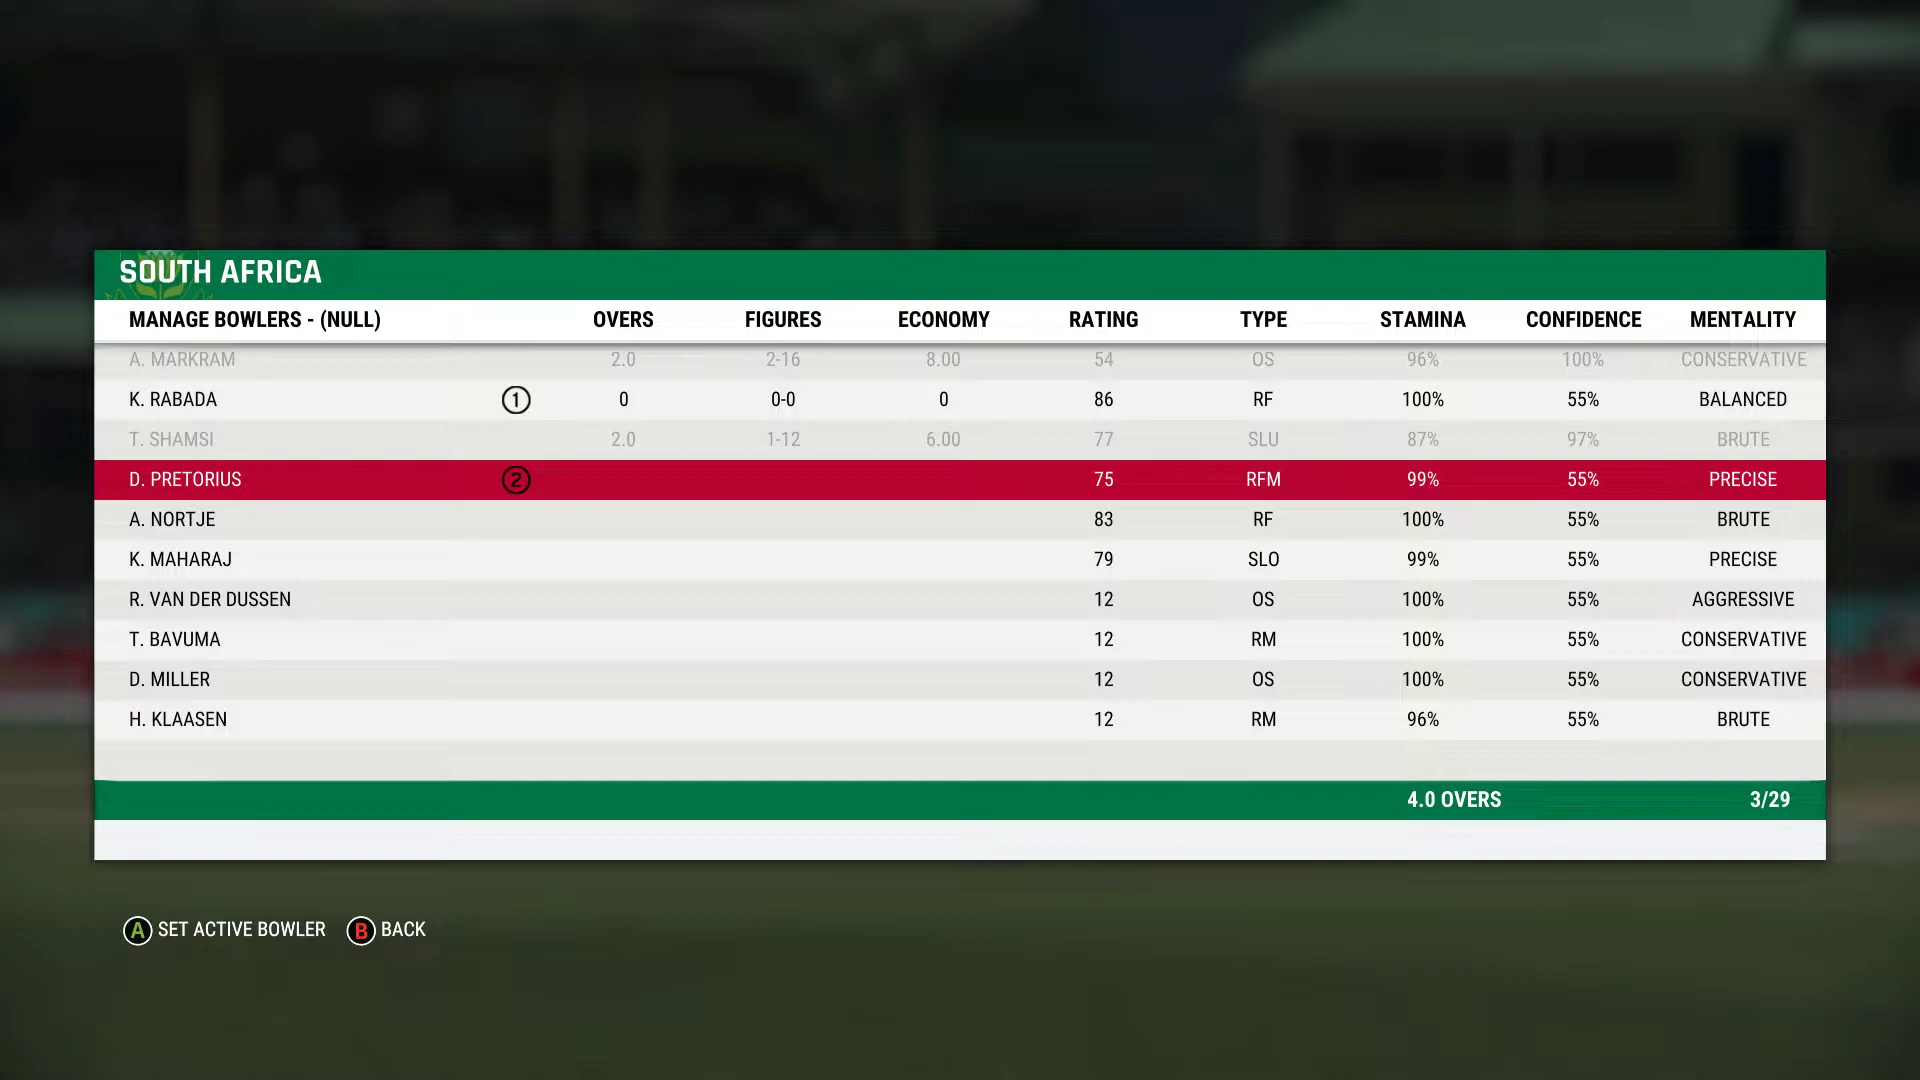 SOUTH AFRICA
MANAGE BOWLERS - (NULL) OVERS FIGURES ECONOMY RATING TYPE STAMINA CONFIDENCE MENTALITY
A. MARKRAM 2.0 2-16 8.00 54 OS 96% 100% CONSERVATIVE
K. RABADA 1 0 0-0 0 86 RF 100% 55% BALANCED
T. SHAMSI 2.0 1-12 6.00 77 SLU 87% 97% BRUTE
D. PRETORIUS 2 75 RFM 99% 55% PRECISE
A. NORTJE 83 RF 100% 55% BRUTE
K. MAHARAJ 79 SLO 99% 55% PRECISE
R. VAN DER DUSSEN 12 OS 100% 55% AGGRESSIVE
T. BAVUMA 12 RM 100% 55% CONSERVATIVE
D. MILLER 12 OS 100% 55% CONSERVATIVE
H. KLAASEN 12 RM 96% 55% BRUTE
4.0 OVERS 3/29
A SET ACTIVE BOWLER B BACK